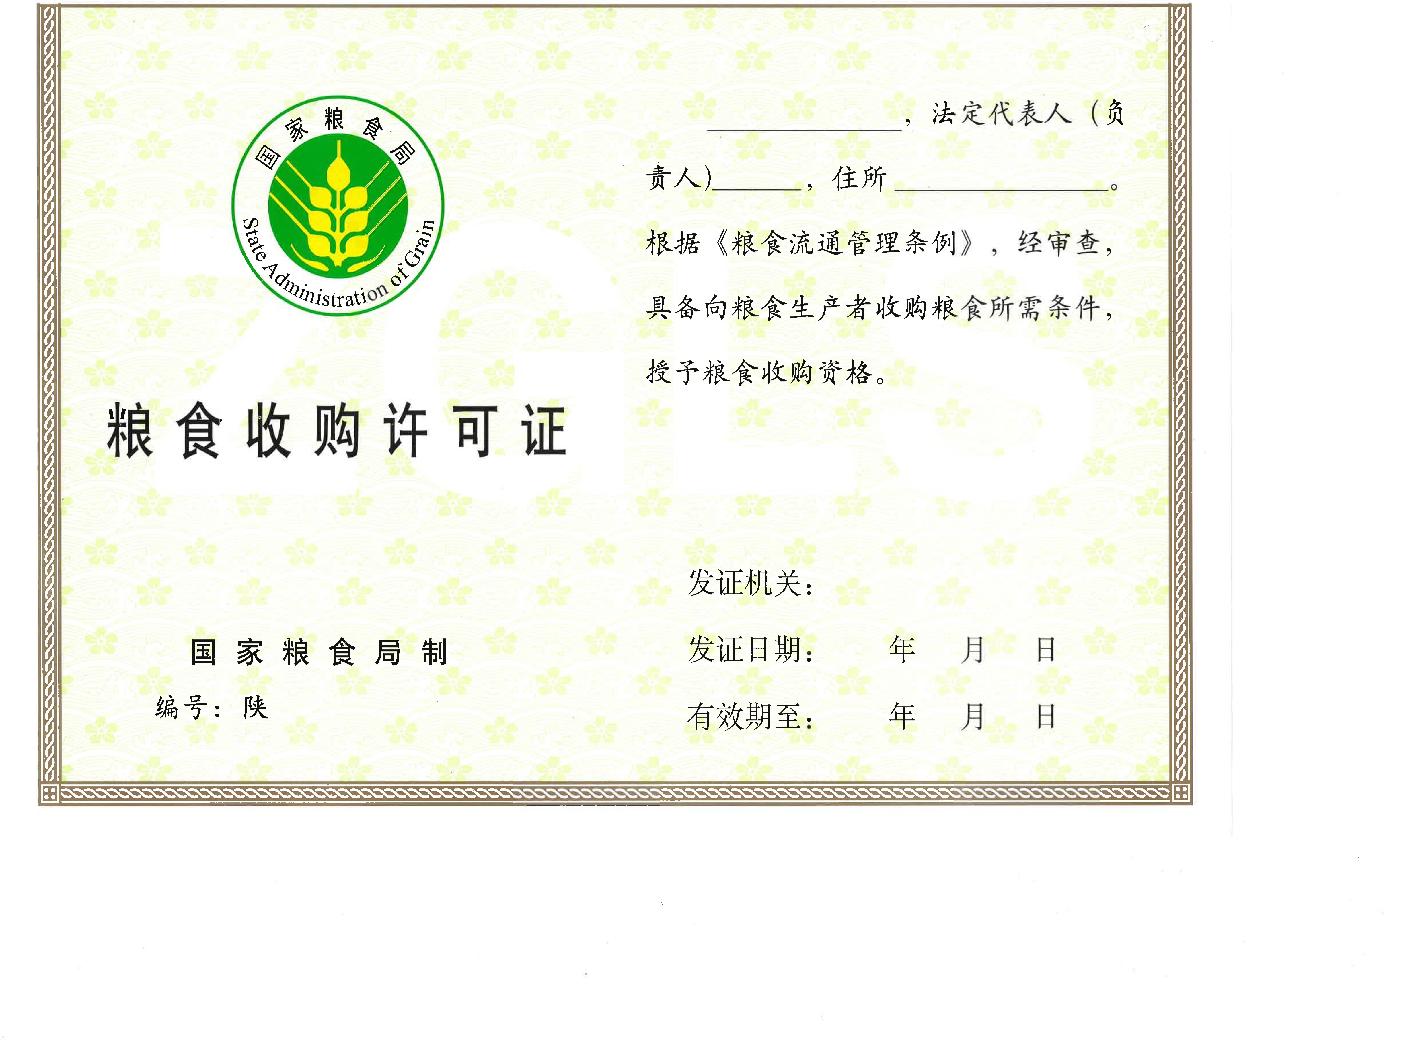 国家粮食局
State Administration of Grain
粮食收购许可证
国家粮食局制
编号：陕
，法定代表人（负
责人)______，住所______________。
根据《粮食流通管理条例》，经审查，
具备向粮食生产者收购粮食所需条件，
授予粮食收购资格。
发证机关：
发证日期： 年 月 日
有效期至： 年 月 日
ZGLS